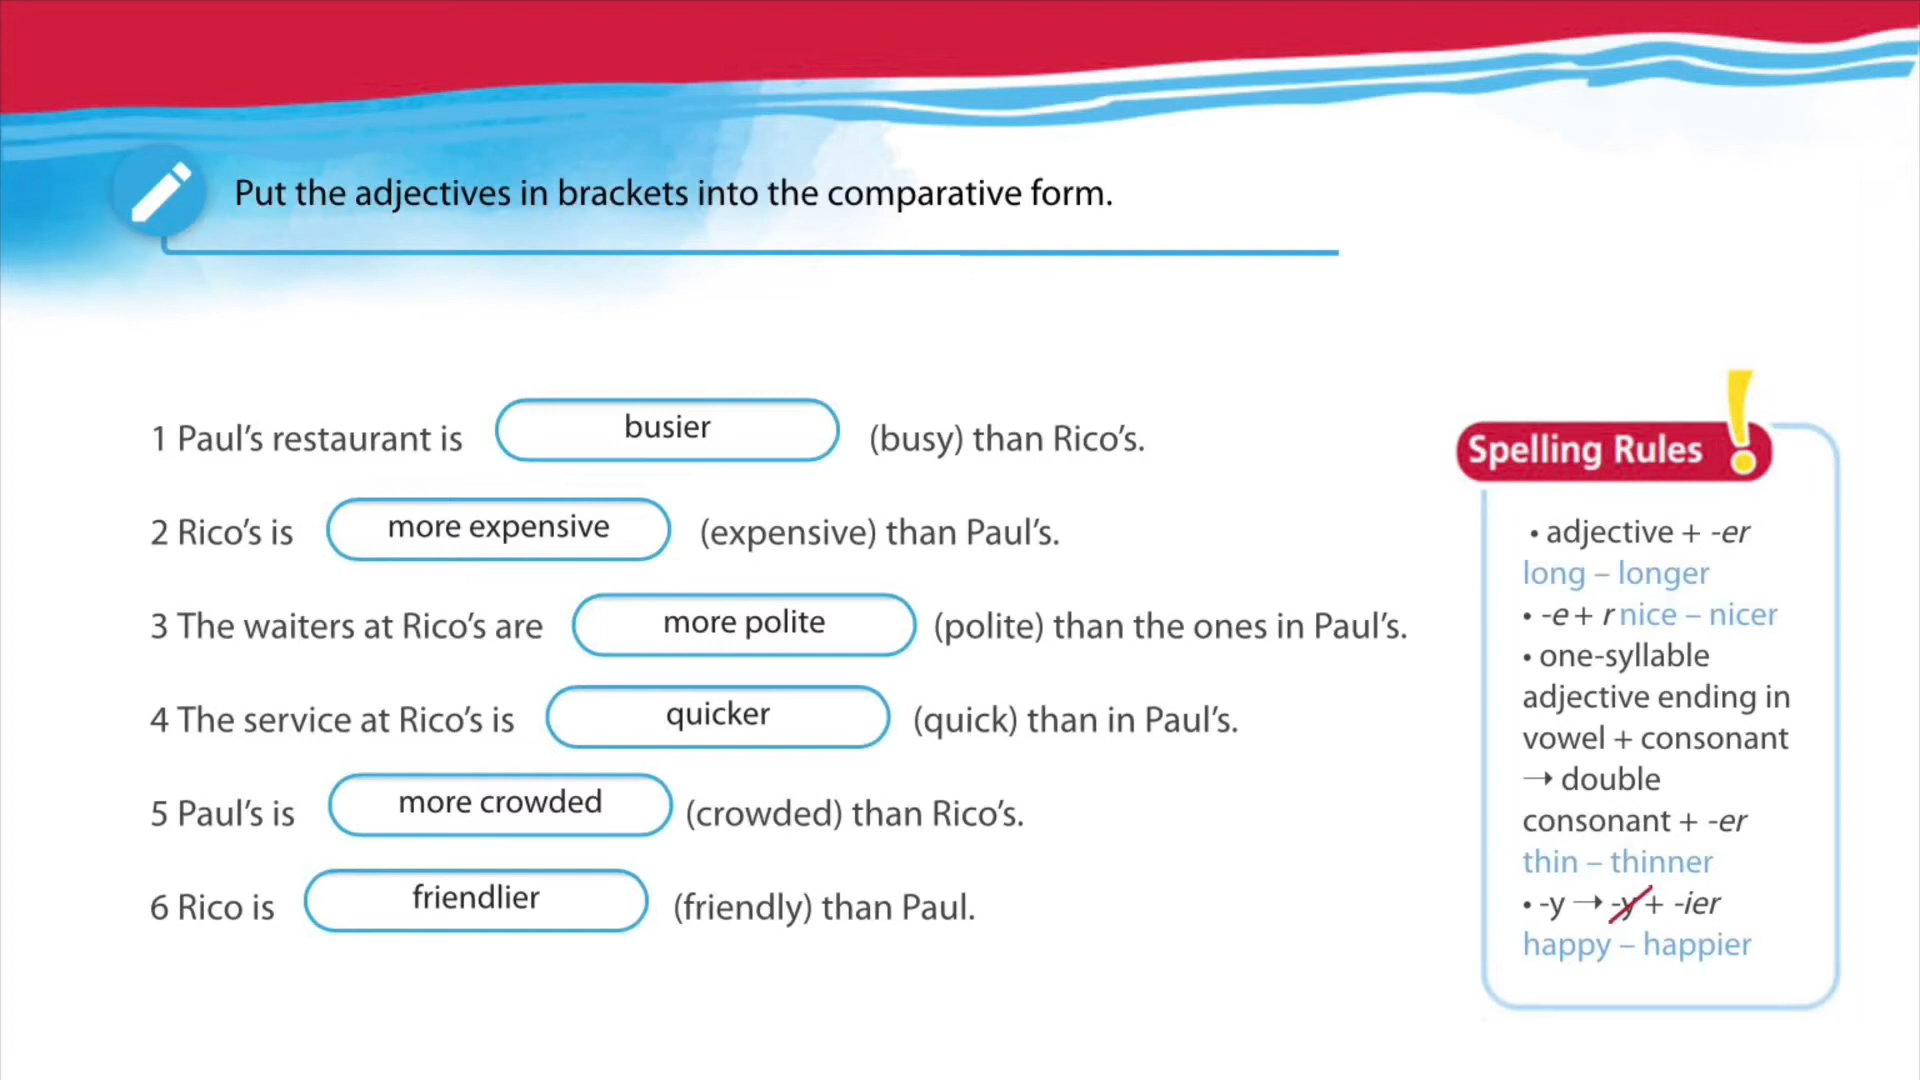 Put the adjectives in brackets into the comparative form.
1 Paul’s restaurant is busier (busy) than Rico’s.
2 Rico’s is more expensive (expensive) than Paul’s.
3 The waiters at Rico’s are more polite (polite) than the ones in Paul’s.
4 The service at Rico’s is quicker (quick) than in Paul’s.
5 Paul’s is more crowded (crowded) than Rico’s.
6 Rico is friendlier (friendly) than Paul.
Spelling Rules !
• adjective + -er
long – longer
• -e + r nice – nicer
• one-syllable
adjective ending in
vowel + consonant
→ double
consonant + -er
thin – thinner
• -y → -y + -ier
happy – happier